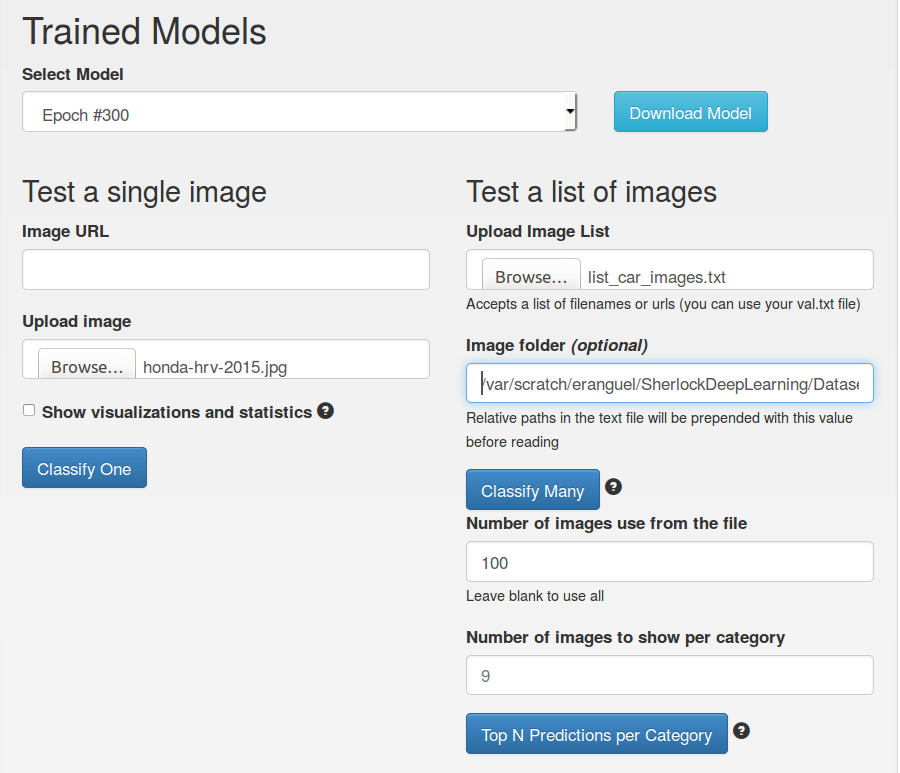 Trained Models
Select Model
Epoch #300
Download Model
Test a single image
Image URL
Upload image
Browse... honda-hrv-2015.jpg
Show visualizations and statistics ?
Classify One
Test a list of images
Upload Image List
Browse... list_car_images.txt
Accepts a list of filenames or urls (you can use your val.txt file)
Image folder (optional)
/var/scratch/eranguel/SherlockDeepLearning/Datase
Relative paths in the text file will be prepended with this value
before reading
Classify Many ?
Number of images use from the file
100
Leave blank to use all
Number of images to show per category
9
Top N Predictions per Category ?